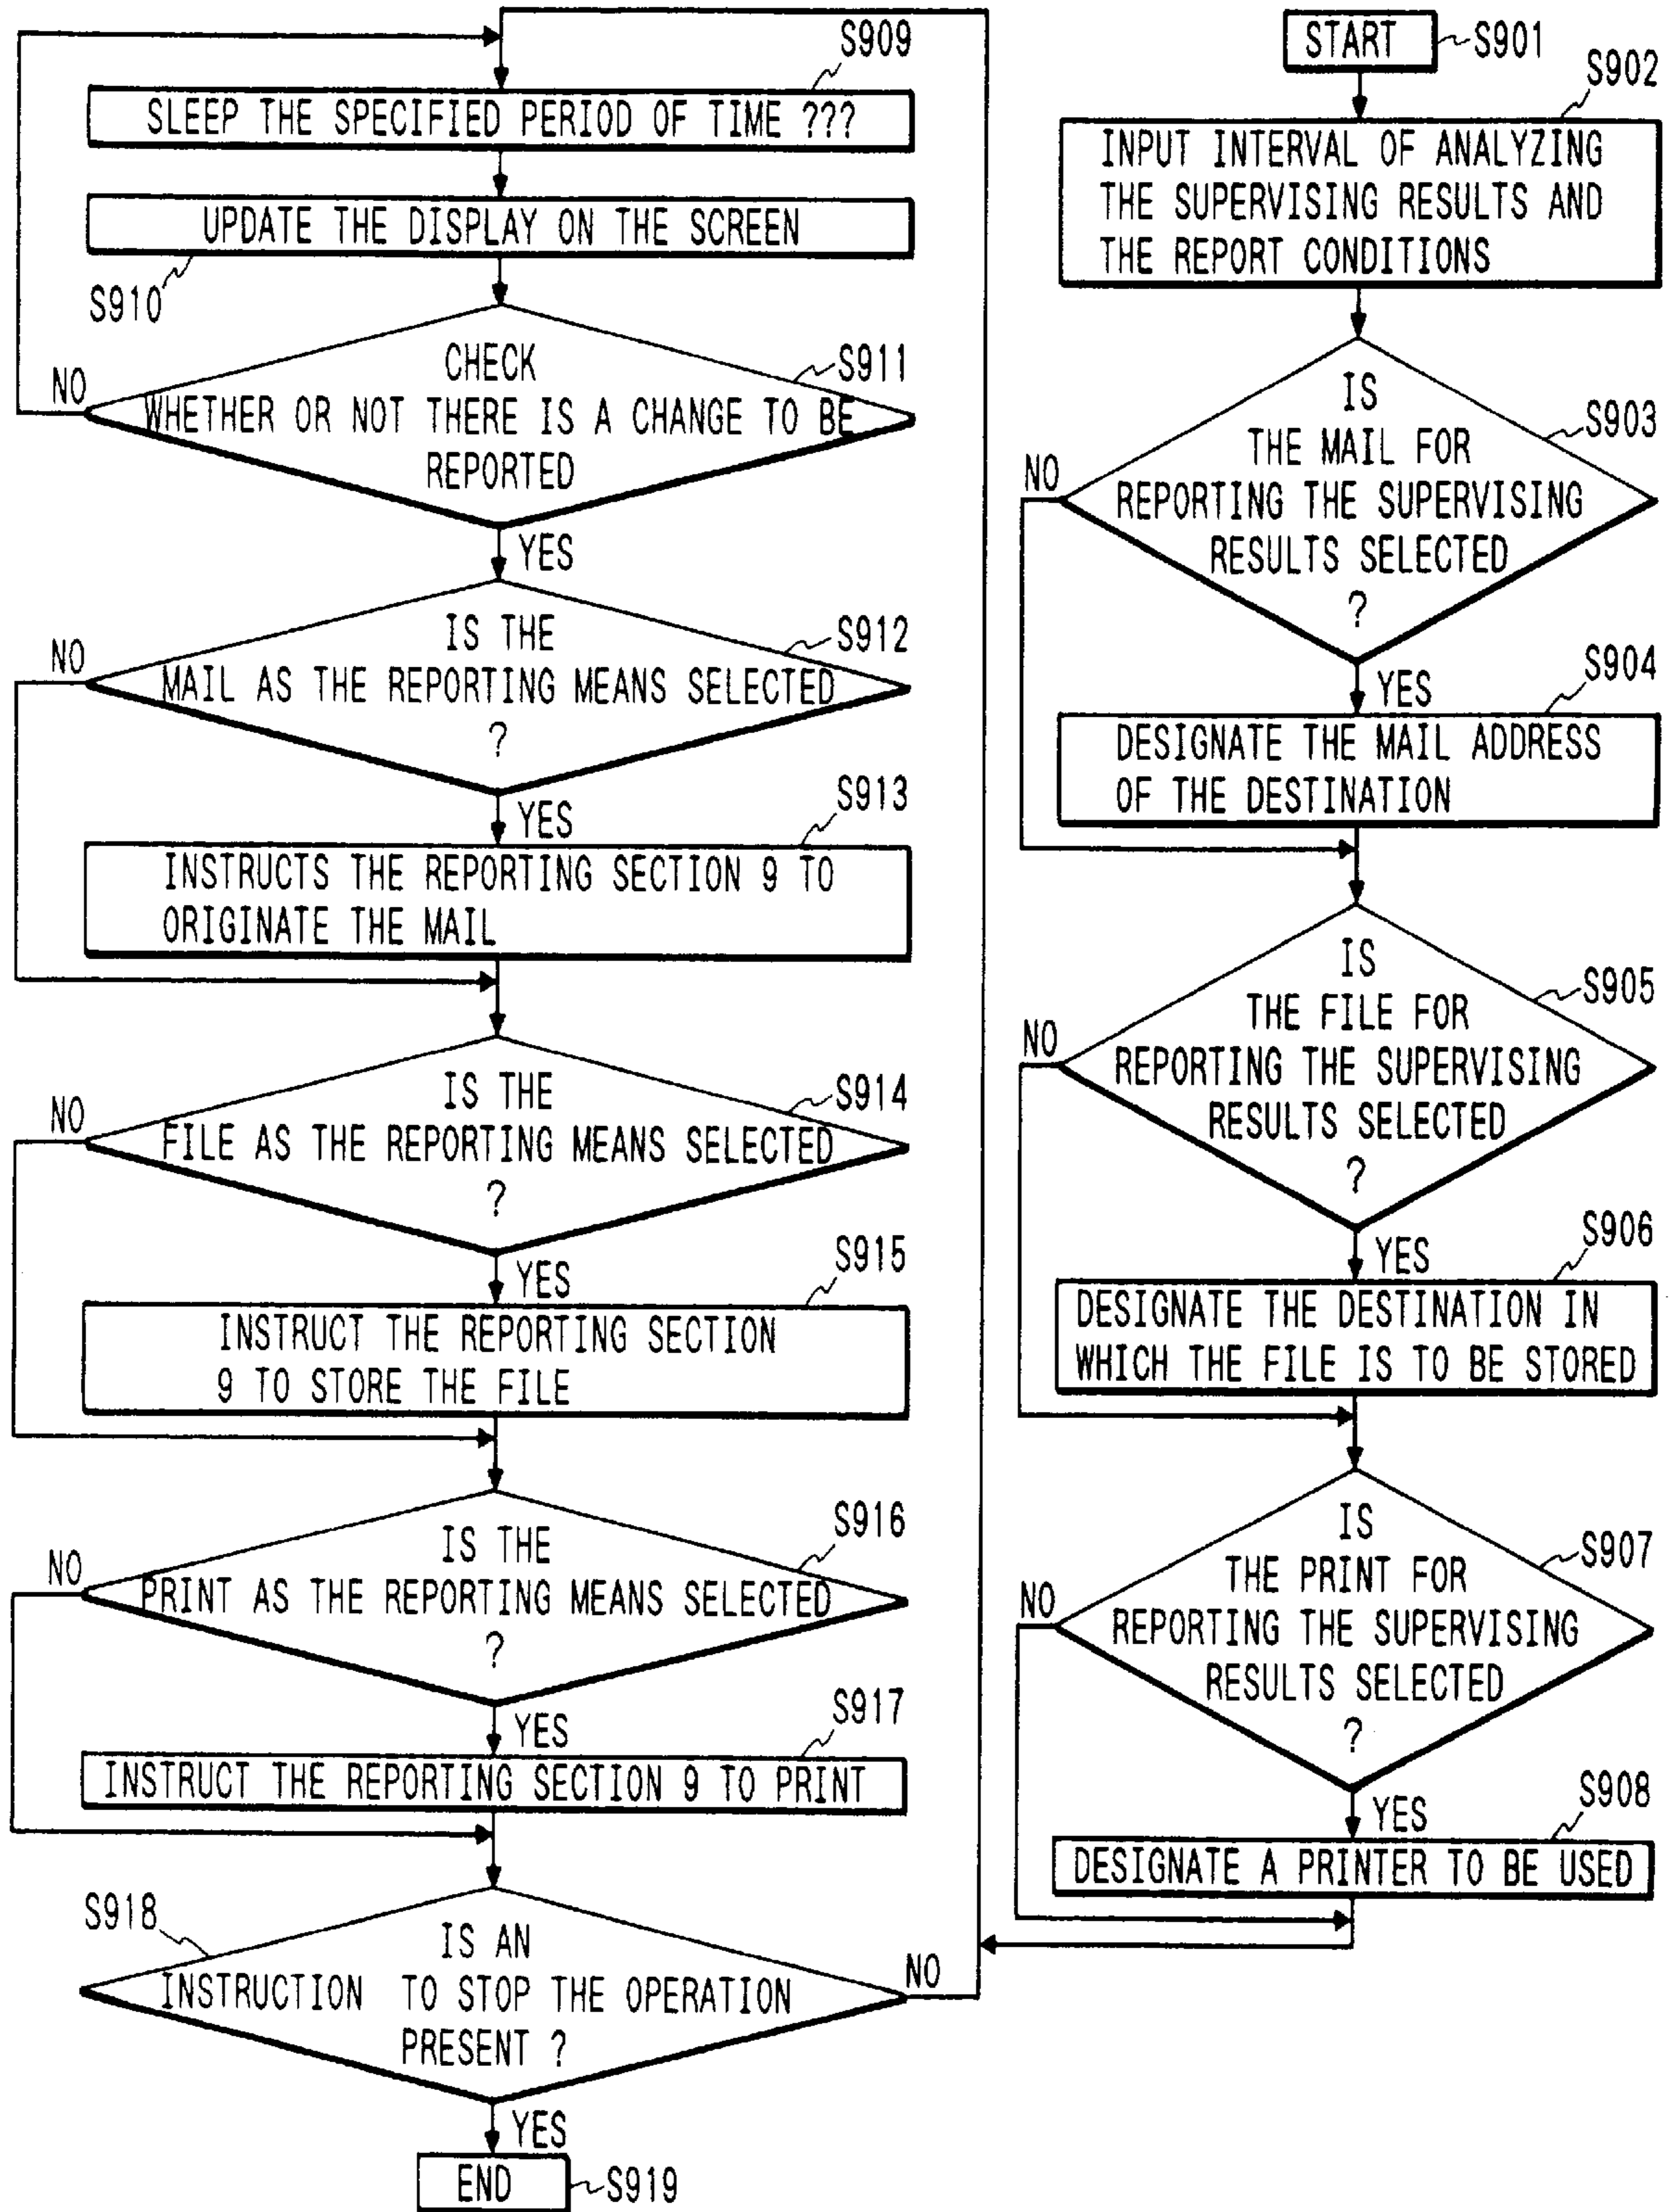 START
S901
S902
INPUT INTERVAL OF ANALYZING
THE SUPERVISING RESULTS AND
THE REPORT CONDITIONS
IS
THE MAIL FOR
REPORTING THE SUPERVISING
RESULTS SELECTED
?
S903
NO
YES
S904
DESIGNATE THE MAIL ADDRESS
OF THE DESTINATION
IS
THE FILE FOR
REPORTING THE SUPERVISING
RESULTS SELECTED
?
S905
NO
YES
S906
DESIGNATE THE DESTINATION IN
WHICH THE FILE IS TO BE STORED
IS
THE PRINT FOR
REPORTING THE SUPERVISING
RESULTS SELECTED
?
S907
NO
YES
S908
DESIGNATE A PRINTER TO BE USED
S909
SLEEP THE SPECIFIED PERIOD OF TIME ???
UPDATE THE DISPLAY ON THE SCREEN
S910
CHECK
WHETHER OR NOT THERE IS A CHANGE TO BE
REPORTED
S911
NO
YES
IS THE
MAIL AS THE REPORTING MEANS SELECTED
?
S912
NO
YES
S913
INSTRUCTS THE REPORTING SECTION 9 TO
ORIGINATE THE MAIL
IS THE
FILE AS THE REPORTING MEANS SELECTED
?
S914
NO
YES
S915
INSTRUCT THE REPORTING SECTION
9 TO STORE THE FILE
IS THE
PRINT AS THE REPORTING MEANS SELECTED
?
S916
NO
YES
S917
INSTRUCT THE REPORTING SECTION 9 TO PRINT
S918
IS AN
INSTRUCTION TO STOP THE OPERATION
PRESENT ?
NO
YES
END
S919